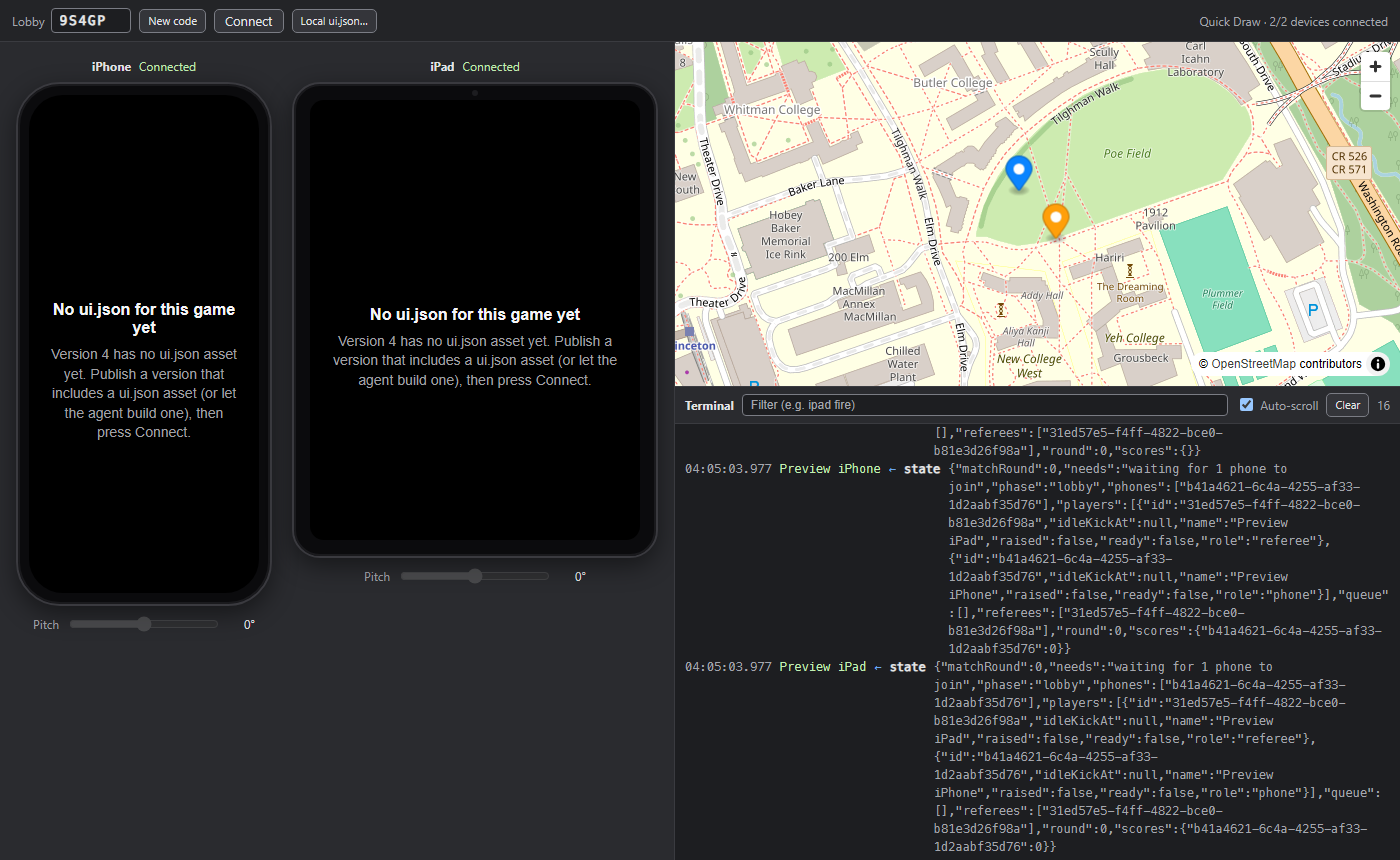 Lobby 9S4GP New code Connect Local ui.json... Quick Draw · 2/2 devices connected
iPhone Connected
iPad Connected
No ui.json for this game
yet
Version 4 has no ui.json asset
yet. Publish a version that
includes a ui.json asset (or let
the agent build one), then
press Connect.
Pitch 0°
No ui.json for this game yet
Version 4 has no ui.json asset yet. Publish a
version that includes a ui.json asset (or let the
agent build one), then press Connect.
Pitch 0°
8
Whitman College
Butler College
Scully
Hall
Carl
Icahn
Laboratory
South Drive
+
−
Tilghman Walk
Tilghman Walk
Poe Field
CR 526
CR 571
Theater Drive
New
Baker Lane
Hobey
Baker
Memorial
Ice Rink
200 Elm
Elm Drive
1912
Pavilion
Washington
Hariri
The Dreaming
Room
Addy Hall
Plummer
Field
P
MacMillan
Annex
MacMillan
Theater Drive
Aliya Kanji
Hall
Yeh College
Elm Drive
Chilled
Water
Plant
New College
West
Grousbeck
© OpenStreetMap contributors
Terminal Filter (e.g. ipad fire) Auto-scroll Clear 16
[],"referees":["31ed57e5-f4ff-4822-bce0-
b81e3d26f98a"],"round":0,"scores":{}}
04:05:03.977 Preview iPhone ← state {"matchRound":0,"needs":"waiting for 1 phone to
join","phase":"lobby","phones":["b41a4621-6c4a-4255-af33-
1d2aabf35d76"],"players":[{"id":"31ed57e5-f4ff-4822-bce0-
b81e3d26f98a","idleKickAt":null,"name":"Preview
iPad","raised":false,"ready":false,"role":"referee"},
{"id":"b41a4621-6c4a-4255-af33-
1d2aabf35d76","idleKickAt":null,"name":"Preview
iPhone","raised":false,"ready":false,"role":"phone"}],"queue"
:[],"referees":["31ed57e5-f4ff-4822-bce0-
b81e3d26f98a"],"round":0,"scores":{"b41a4621-6c4a-4255-af33-
1d2aabf35d76":0}}
04:05:03.977 Preview iPad ← state {"matchRound":0,"needs":"waiting for 1 phone to
join","phase":"lobby","phones":["b41a4621-6c4a-4255-af33-
1d2aabf35d76"],"players":[{"id":"31ed57e5-f4ff-4822-bce0-
b81e3d26f98a","idleKickAt":null,"name":"Preview
iPad","raised":false,"ready":false,"role":"referee"},
{"id":"b41a4621-6c4a-4255-af33-
1d2aabf35d76","idleKickAt":null,"name":"Preview
iPhone","raised":false,"ready":false,"role":"phone"}],"queue":
[],"referees":["31ed57e5-f4ff-4822-bce0-
b81e3d26f98a"],"round":0,"scores":{"b41a4621-6c4a-4255-af33-
1d2aabf35d76":0}}